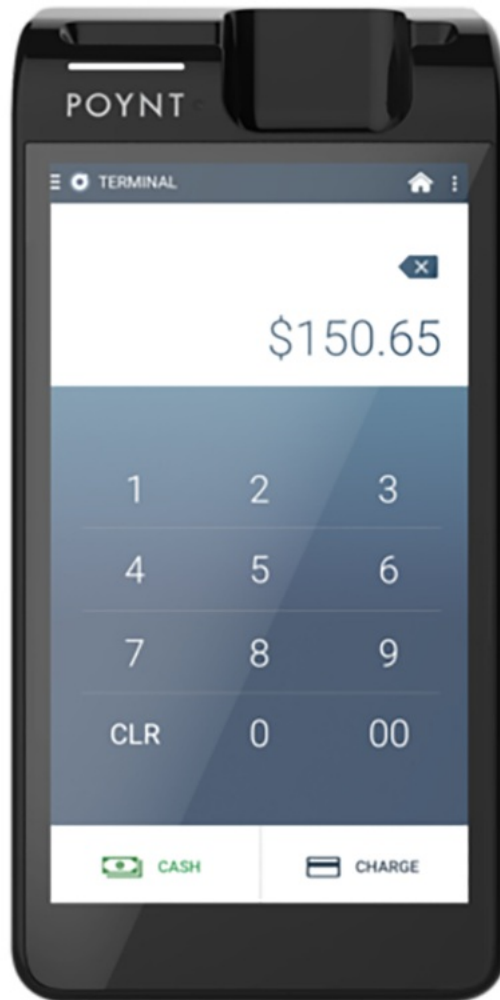 POYNT
TERMINAL
$150.65
1 2 3
4 5 6
7 8 9
CLR 0 00
CASH CHARGE